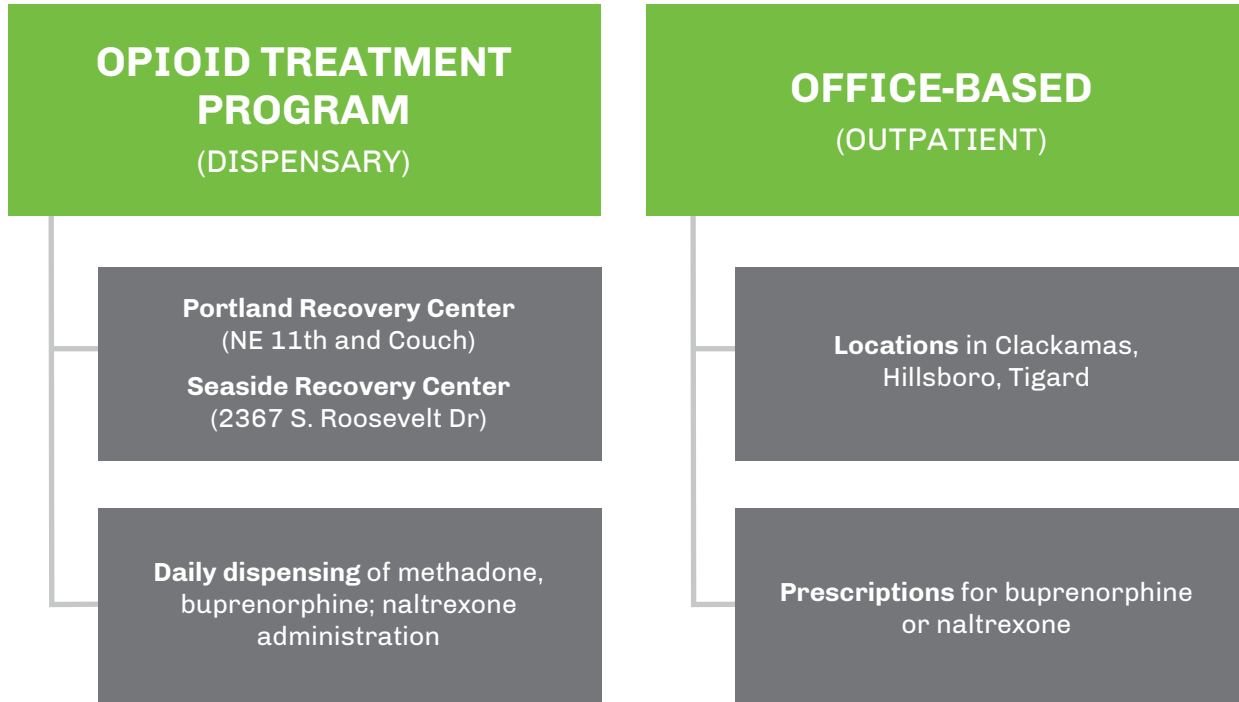 OPIOID TREATMENT
PROGRAM
(DISPENSARY)
Portland Recovery Center
(NE 11th and Couch)
Seaside Recovery Center
(2367 S. Roosevelt Dr)
Daily dispensing of methadone,
buprenorphine; naltrexone
administration
OFFICE-BASED
(OUTPATIENT)
Locations in Clackamas,
Hillsboro, Tigard
Prescriptions for buprenorphine
or naltrexone